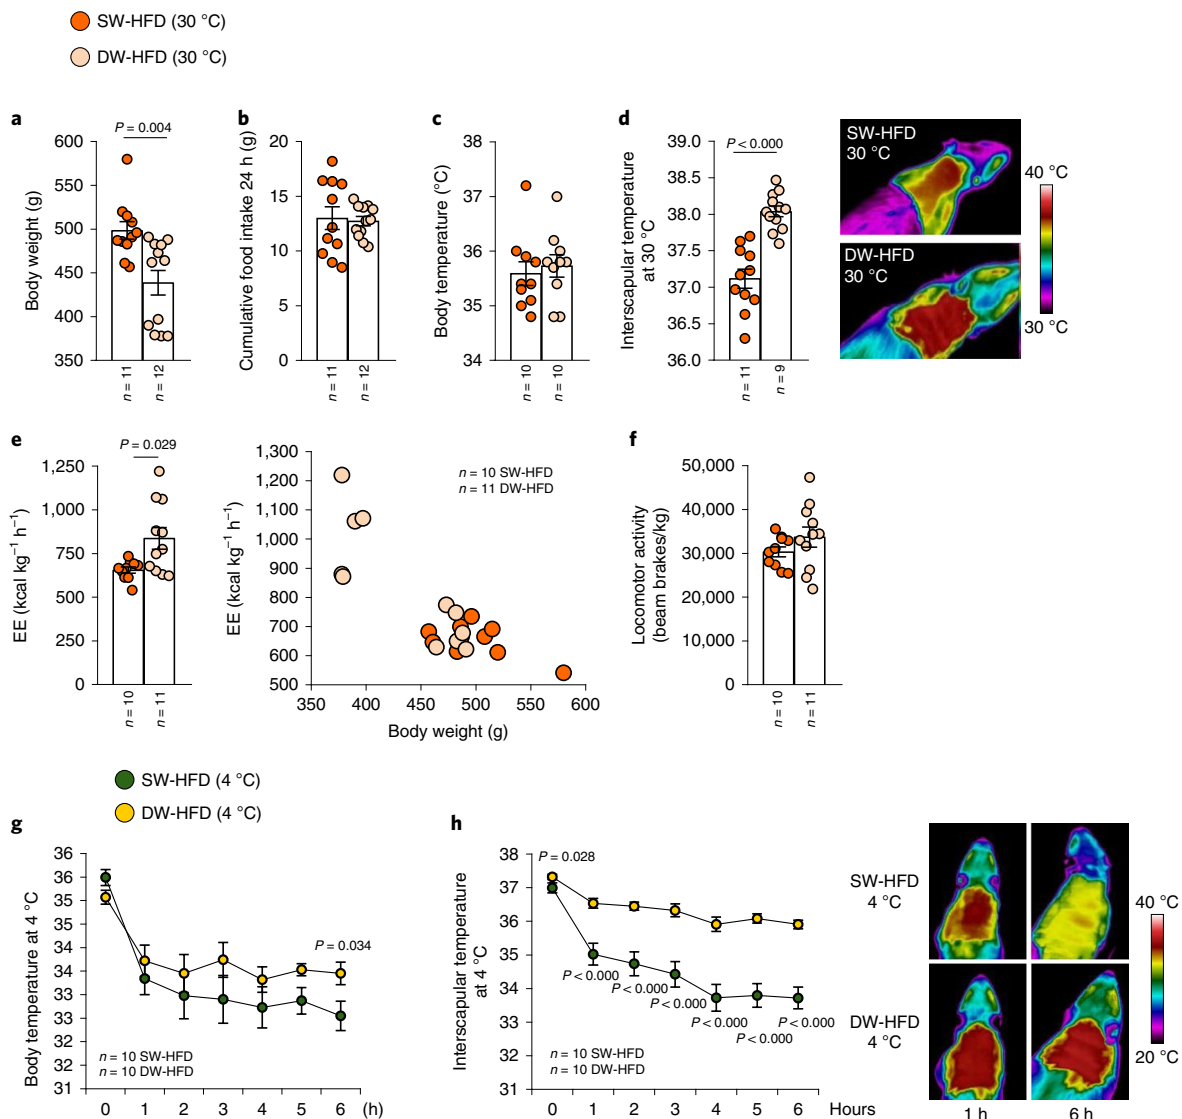 SW-HFD (30 °C)
DW-HFD (30 °C)
a
P = 0.004
Body weight (g)
600
550
500
450
400
350
n = 11
n = 12
b
Cumulative food intake 24 h (g)
20
15
10
5
0
n = 11
n = 12
c
Body temperature (°C)
38
37
36
35
34
n = 10
n = 10
d
P < 0.000
Interscapular temperature
at 30 °C
39.0
38.5
38.0
37.5
37.0
36.5
36.0
n = 11
n = 9
SW-HFD
30 °C
DW-HFD
30 °C
40 °C
30 °C
e
P = 0.029
EE (kcal kg⁻¹ h⁻¹)
1,250
1,000
750
500
250
0
n = 10
n = 11
EE (kcal kg⁻¹ h⁻¹)
1,300
1,200
1,100
1,000
900
800
700
600
500
n = 10 SW-HFD
n = 11 DW-HFD
350 400 450 500 550 600
Body weight (g)
f
Locomotor activity
(beam brakes/kg)
50,000
40,000
30,000
20,000
10,000
0
n = 10
n = 11
SW-HFD (4 °C)
DW-HFD (4 °C)
g
Body temperature at 4 °C
36
35
34
34
33
33
32
32
31
P = 0.034
n = 10 SW-HFD
n = 10 DW-HFD
0 1 2 3 4 5 6 (h)
h
Interscapular temperature
at 4 °C
38
37
36
35
34
33
32
31
P = 0.028
P < 0.000
P < 0.000
P < 0.000
P < 0.000
P < 0.000
P < 0.000
n = 10 SW-HFD
n = 10 DW-HFD
0 1 2 3 4 5 6 Hours
SW-HFD
4 °C
DW-HFD
4 °C
40 °C
20 °C
1 h 6 h